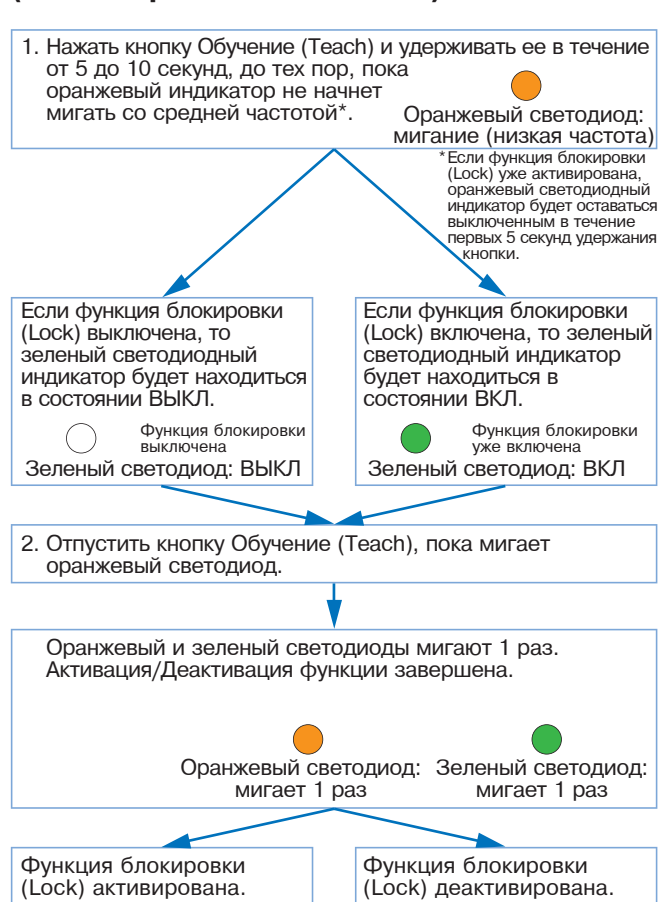 1. Нажать кнопку Обучение (Teach) и удерживать ее в течение
от 5 до 10 секунд, до тех пор, пока
оранжевый индикатор не начнет
мигать со средней частотой*.
Оранжевый светодиод:
мигание (низкая частота)
*Если функция блокировки
(Lock) уже активирована,
оранжевый светодиодный
индикатор будет оставаться
выключенным в течение
первых 5 секунд удержания
кнопки.
Если функция блокировки
(Lock) выключена, то
зеленый светодиодный
индикатор будет находиться
в состоянии ВЫКЛ.
Функция блокировки
выключена
Зеленый светодиод: ВЫКЛ
Если функция блокировки
(Lock) включена, то зеленый
светодиодный индикатор
будет находиться в
состоянии ВКЛ.
Функция блокировки
уже включена
Зеленый светодиод: ВКЛ
2. Отпустить кнопку Обучение (Teach), пока мигает
оранжевый светодиод.
Оранжевый и зеленый светодиоды мигают 1 раз.
Активация/Деактивация функции завершена.
Оранжевый светодиод:
мигает 1 раз
Зеленый светодиод:
мигает 1 раз
Функция блокировки
(Lock) активирована.
Функция блокировки
(Lock) деактивирована.